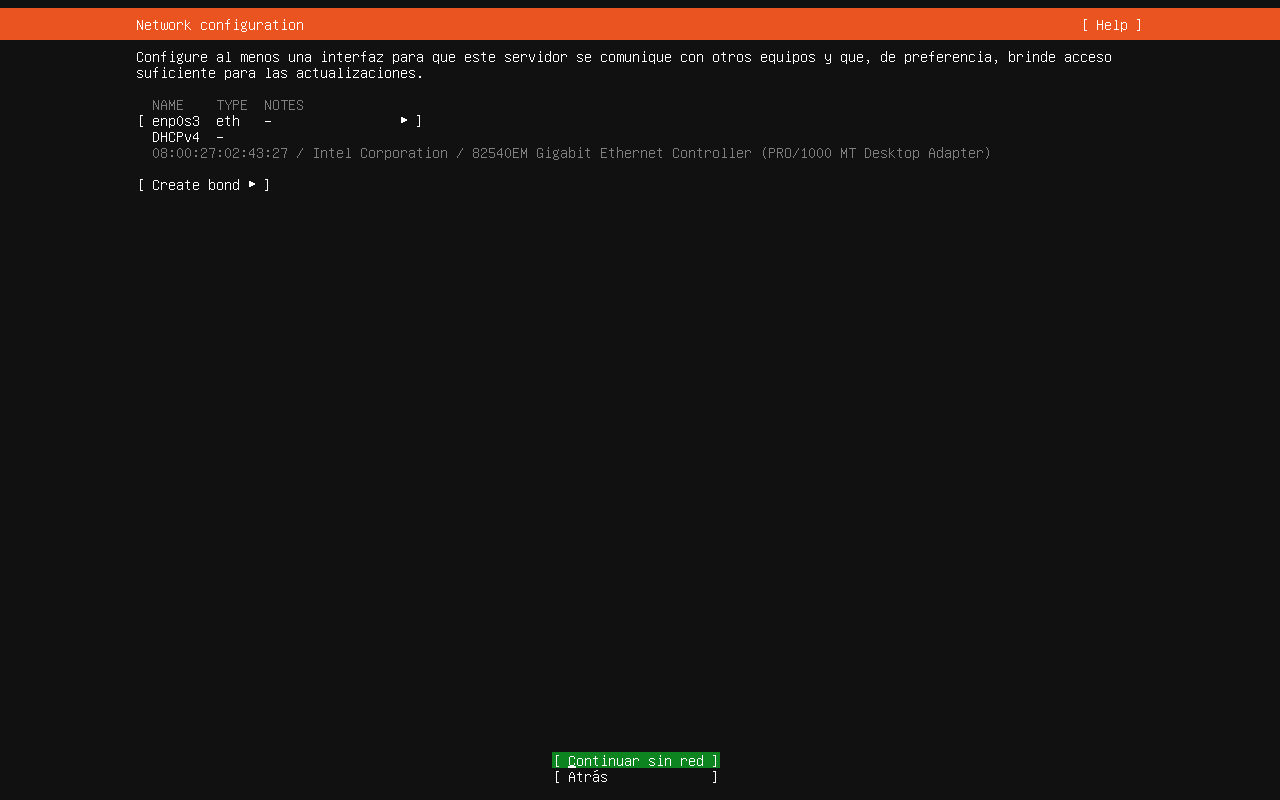 Network configuration [ Help ]
Configure al menos una interfaz para que este servidor se comunique con otros equipos y que, de preferencia, brinde acceso
suficiente para las actualizaciones.
NAME TYPE NOTES
[ enp0s3 eth - ▸ ]
DHCPv4 -
08:00:27:02:43:27 / Intel Corporation / 82540EM Gigabit Ethernet Controller (PRO/1000 MT Desktop Adapter)
[ Create bond ▸ ]
[ Continuar sin red ]
[ Atrás ]